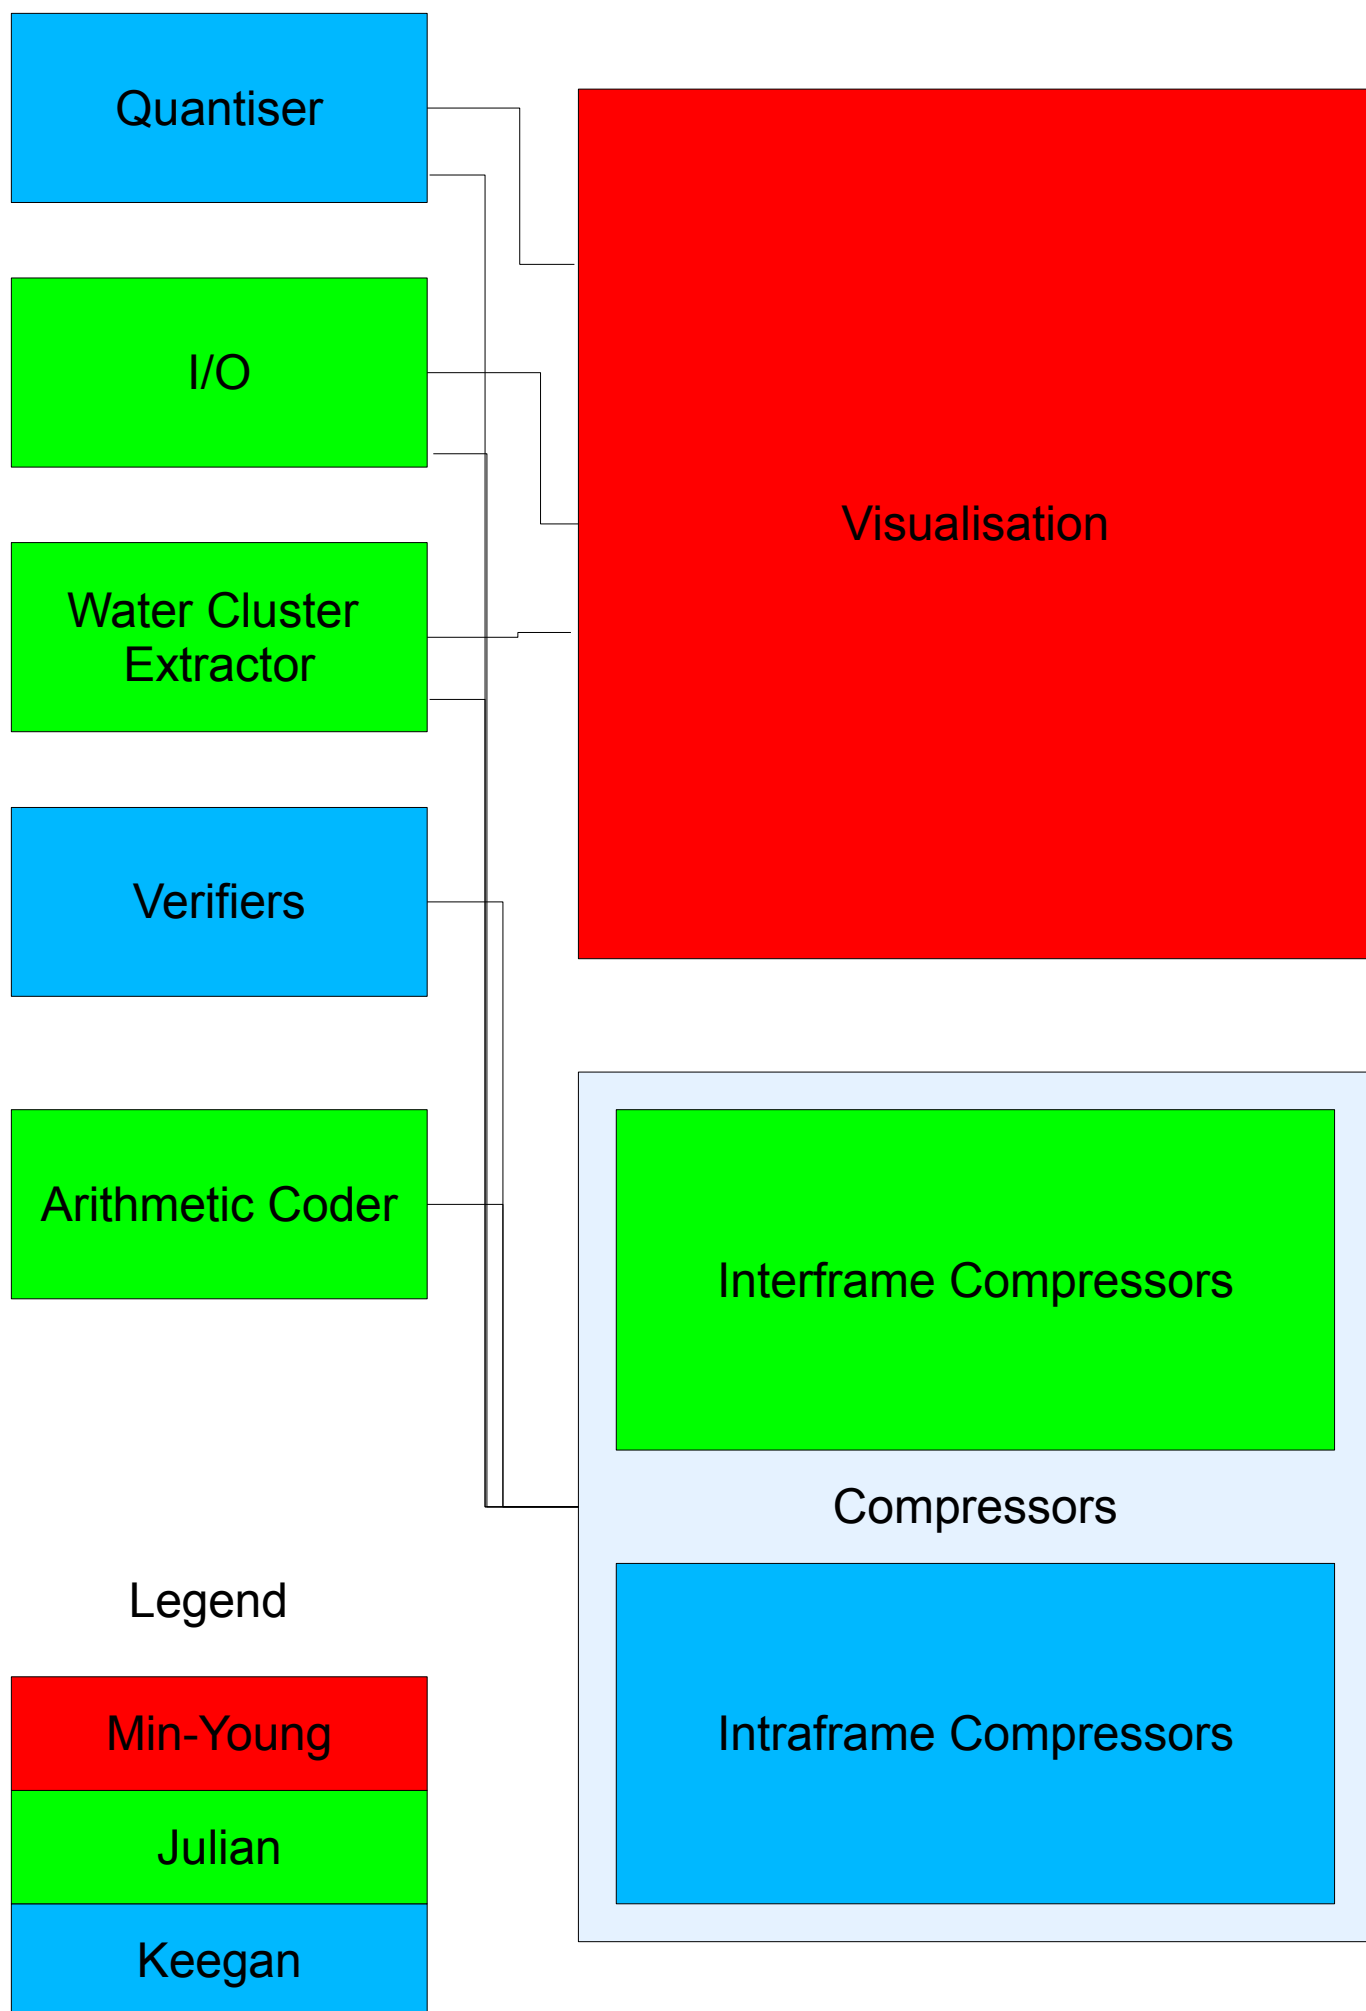 Quantiser
I/O
Water Cluster
Extractor
Verifiers
Arithmetic Coder
Visualisation
Interframe Compressors
Compressors
Intraframe Compressors
Legend
Min-Young
Julian
Keegan